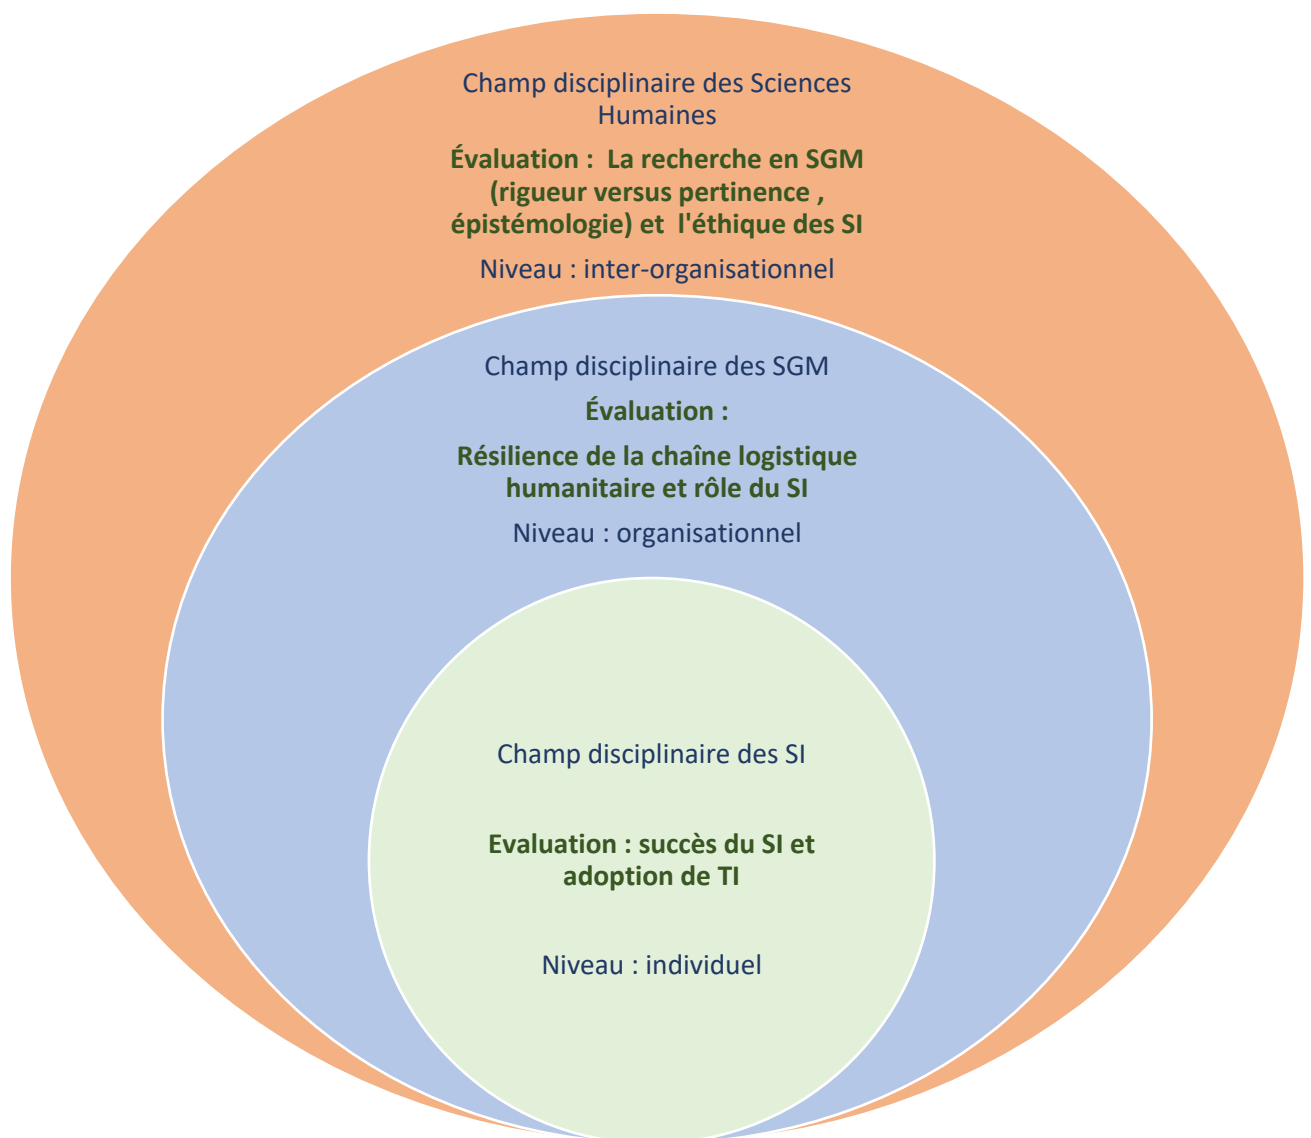 Champ disciplinaire des Sciences
Humaines
Évaluation :  La recherche en SGM
(rigueur versus pertinence ,
épistémologie) et  l'éthique des SI
Niveau : inter-organisationnel
Champ disciplinaire des SGM
Évaluation :
Résilience de la chaîne logistique
humanitaire et rôle du SI
Niveau : organisationnel
Champ disciplinaire des SI
Evaluation : succès du SI et
adoption de TI
Niveau : individuel